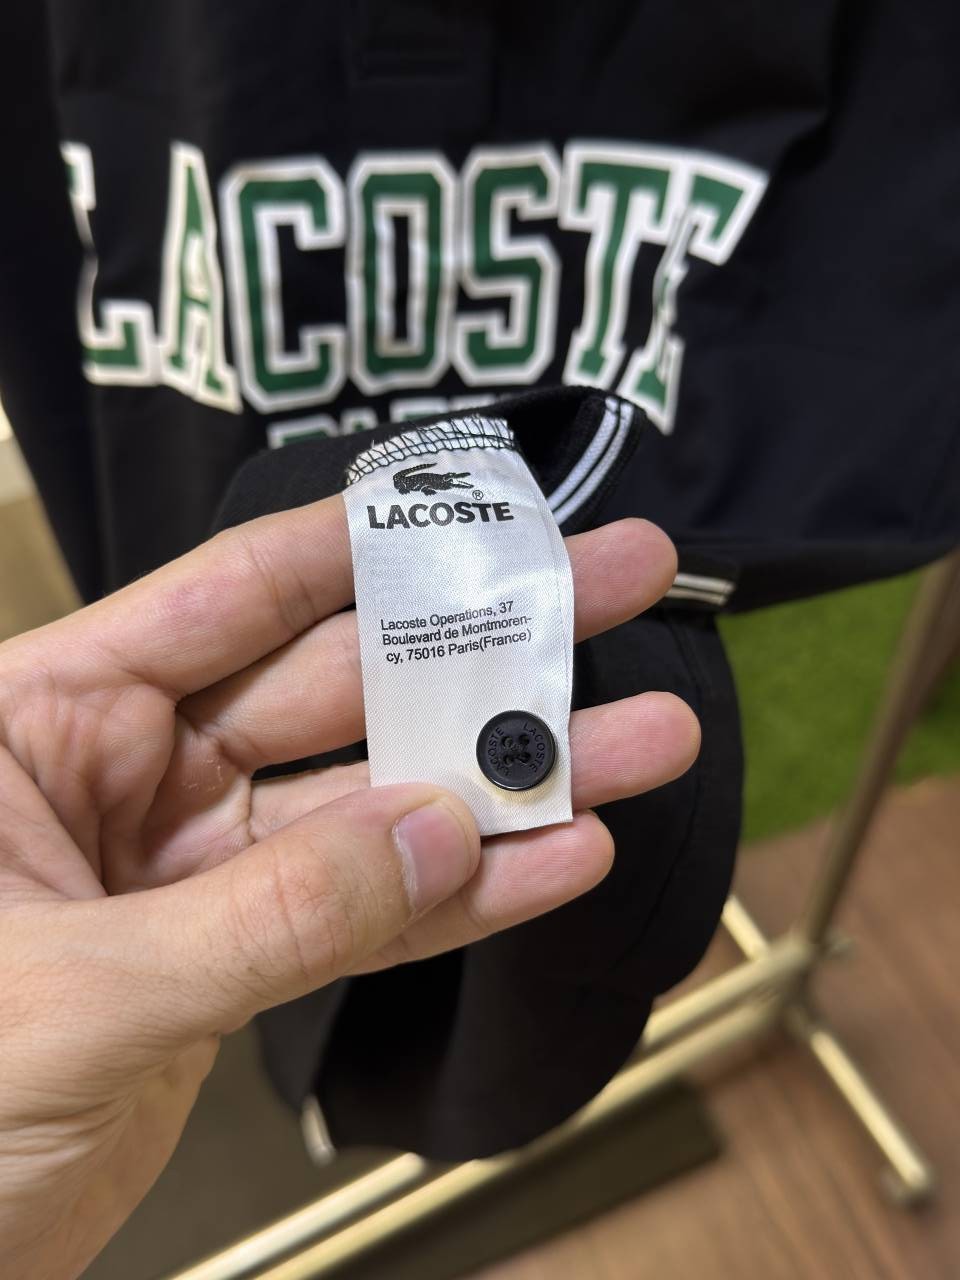 LACOSTE
®
LACOSTE
Lacoste Operations, 37
Boulevard de Montmoren-
cy, 75016 Paris(France)
LACOSTE
LACOSTE